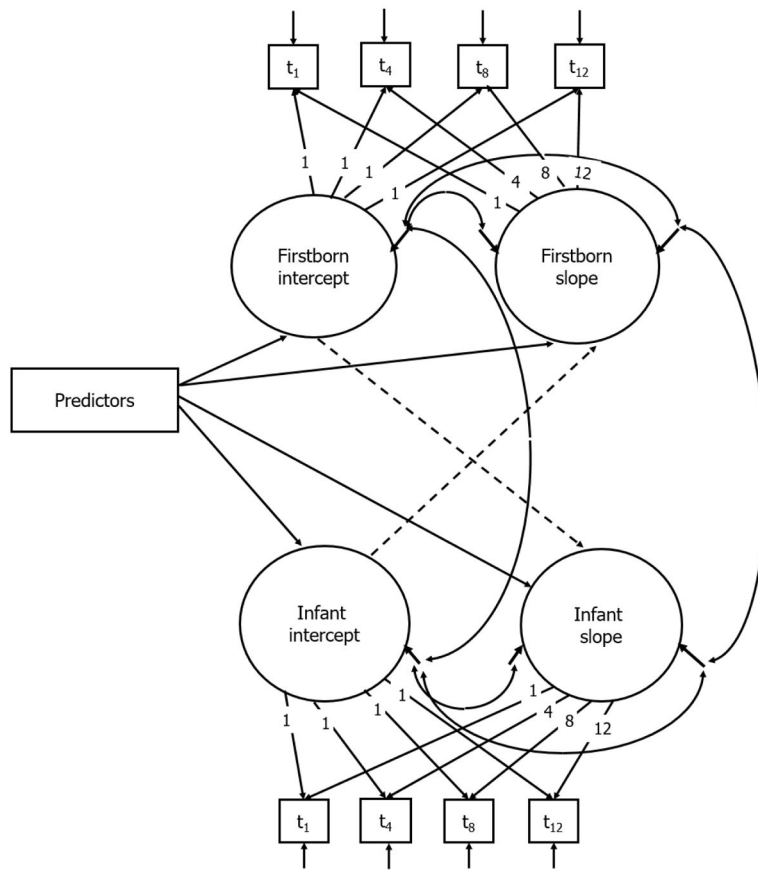 t₁ t₄ t₈ t₁₂
1 1 1 1 1 4 8 12
Firstborn
intercept
Firstborn
slope
Predictors
Infant
intercept
Infant
slope
1 1 1 1 1 4 8 12
t₁ t₄ t₈ t₁₂